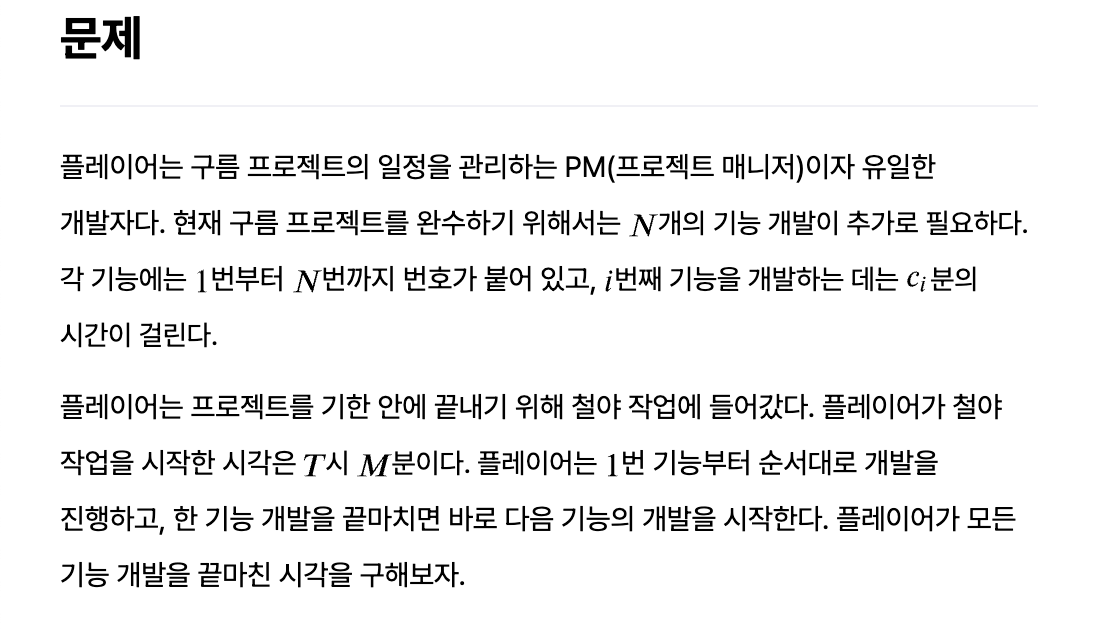 문제
플레이어는 구름 프로젝트의 일정을 관리하는 PM(프로젝트 매니저)이자 유일한
개발자다. 현재 구름 프로젝트를 완수하기 위해서는 N개의 기능 개발이 추가로 필요하다.
각 기능에는 1번부터 N번까지 번호가 붙어 있고, i번째 기능을 개발하는 데는 c_i분의
시간이 걸린다.
플레이어는 프로젝트를 기한 안에 끝내기 위해 철야 작업에 들어갔다. 플레이어가 철야
작업을 시작한 시각은 T시 M분이다. 플레이어는 1번 기능부터 순서대로 개발을
진행하고, 한 기능 개발을 끝마치면 바로 다음 기능의 개발을 시작한다. 플레이어가 모든
기능 개발을 끝마친 시각을 구해보자.